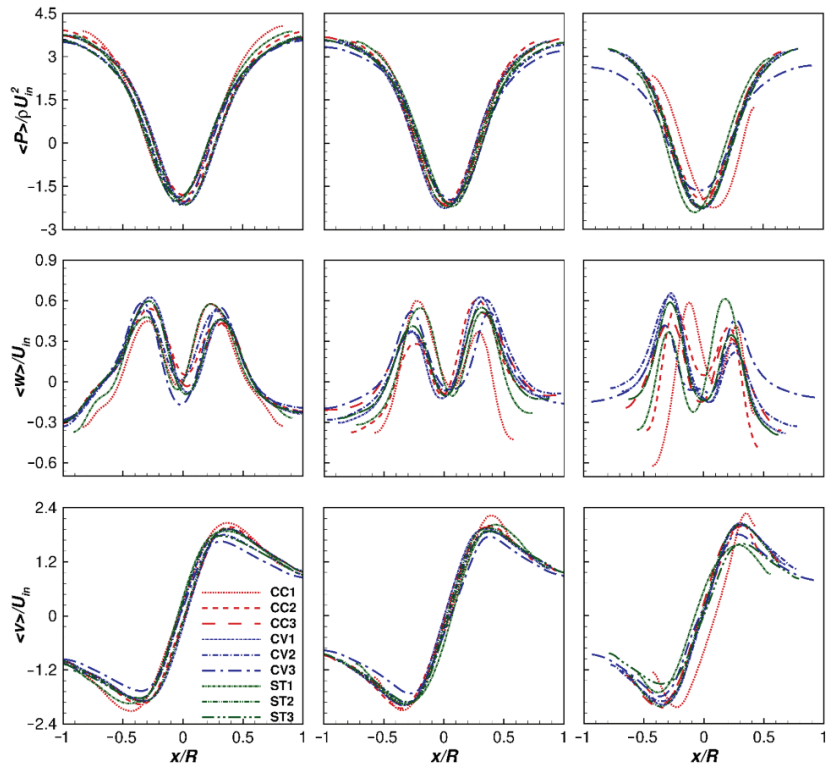 4.5
3
1.5
0
−1.5
−3
<P>/ρU²in
0.9
0.6
0.3
0
−0.3
−0.6
<w>/Uin
2.4
1.2
0
−1.2
−2.4
<v>/Uin
CC1
CC2
CC3
CV1
CV2
CV3
ST1
ST2
ST3
−1 −0.5 0 0.5 1 −0.5 0 0.5 1 −0.5 0 0.5 1
x/R x/R x/R